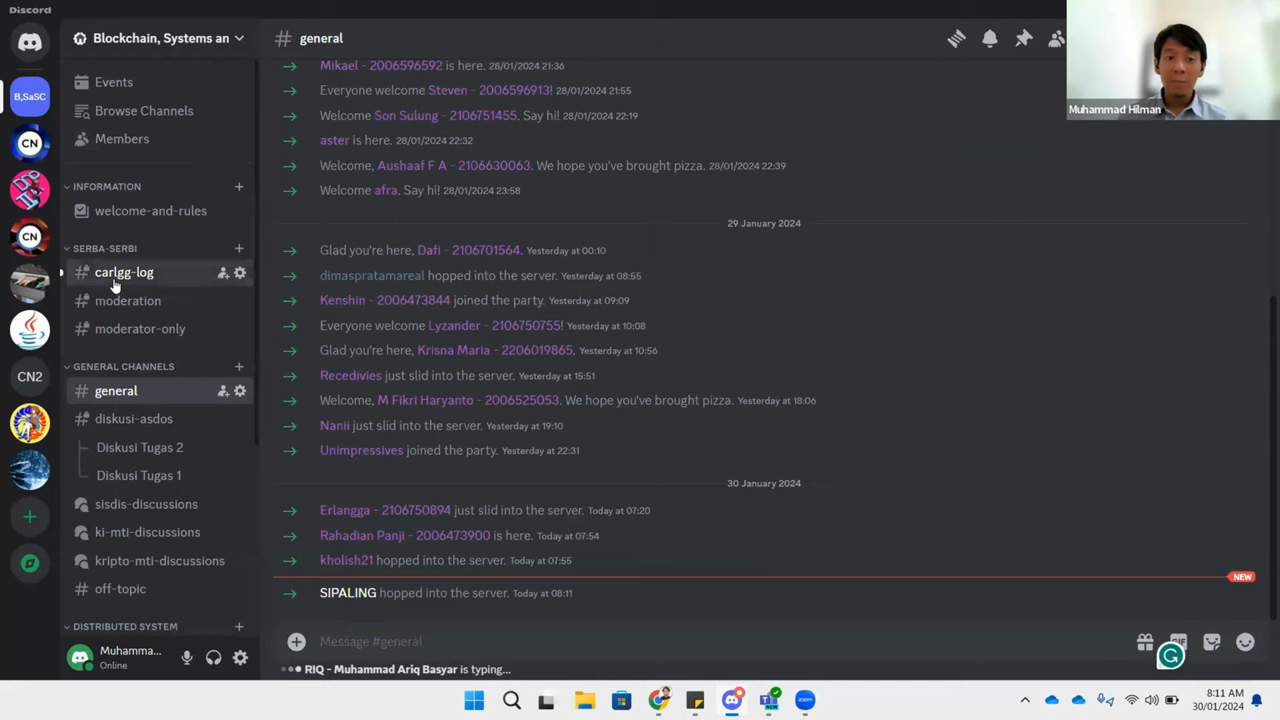 Discord
Blockchain, Systems an
general
Muhammad Hilman
Events
Browse Channels
Members
INFORMATION
welcome-and-rules
SERBA-SERBI
carlgg-log
moderation
moderator-only
GENERAL CHANNELS
general
diskusi-asdos
Diskusi Tugas 2
Diskusi Tugas 1
sisdis-discussions
ki-mti-discussions
kripto-mti-discussions
off-topic
DISTRIBUTED SYSTEM
Muhamma...
Online
B,SaSC
CN
CN
CN2
Mikael - 2006596592 is here. 28/01/2024 21:36
Everyone welcome Steven - 2006596913! 28/01/2024 21:55
Welcome Son Sulung - 2106751455. Say hi! 28/01/2024 22:19
aster is here. 28/01/2024 22:32
Welcome, Aushaaf F A - 2106630063. We hope you've brought pizza. 28/01/2024 22:39
Welcome afra. Say hi! 28/01/2024 23:58
29 January 2024
Glad you're here, Dafi - 2106701564. Yesterday at 00:10
dimaspratamareal hopped into the server. Yesterday at 08:55
Kenshin - 2006473844 joined the party. Yesterday at 09:09
Everyone welcome Lyzander - 2106750755! Yesterday at 10:08
Glad you're here, Krisna Maria - 2206019865. Yesterday at 10:56
Recedivies just slid into the server. Yesterday at 15:51
Welcome, M Fikri Haryanto - 2006525053. We hope you've brought pizza. Yesterday at 18:06
Nanii just slid into the server. Yesterday at 19:10
Unimpressives joined the party. Yesterday at 22:31
30 January 2024
Erlangga - 2106750894 just slid into the server. Today at 07:20
Rahadian Panji - 2006473900 is here. Today at 07:54
kholish21 hopped into the server. Today at 07:55
NEW
SIPALING hopped into the server. Today at 08:11
Message #general
GIF
RIQ - Muhammad Ariq Basyar is typing...
8:11 AM
30/01/2024